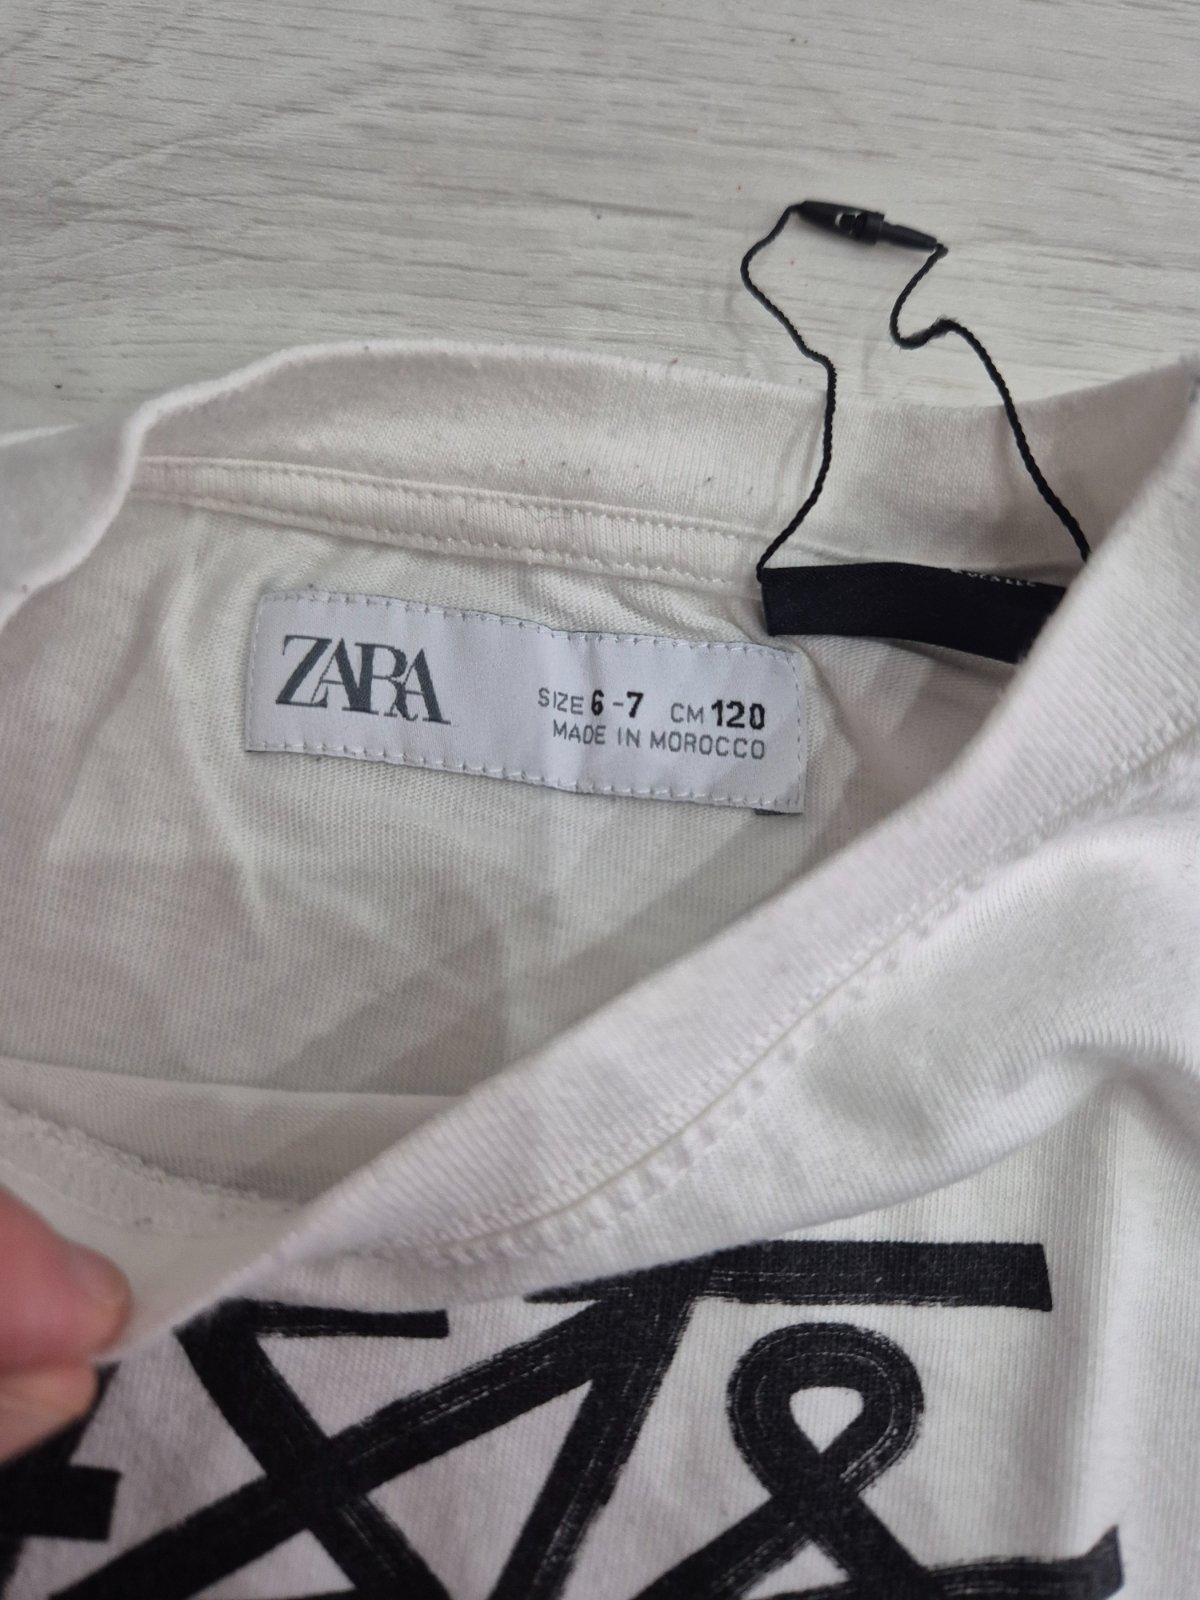 ZARA
SIZE 6-7 CM 120
MADE IN MOROCCO